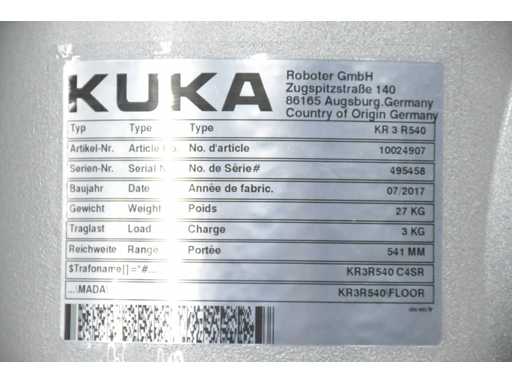 KUKA
Roboter GmbH
Zugspitzstraße 140
86165 Augsburg.Germany
Country of Origin Germany
Typ Type Type KR 3 R540
Artikel-Nr. Article No. No. d'article 10024907
Serien-Nr. Serial-N No. de Série# 495458
Baujahr Date Année de fabric. 07/2017
Gewicht Weight Poids 27 KG
Traglast Load Charge 3 KG
Reichweite Range Portée 541 MM
$Trafoname[]="#... KR3R540 C4SR
...\MADA\ KR3R540\FLOOR